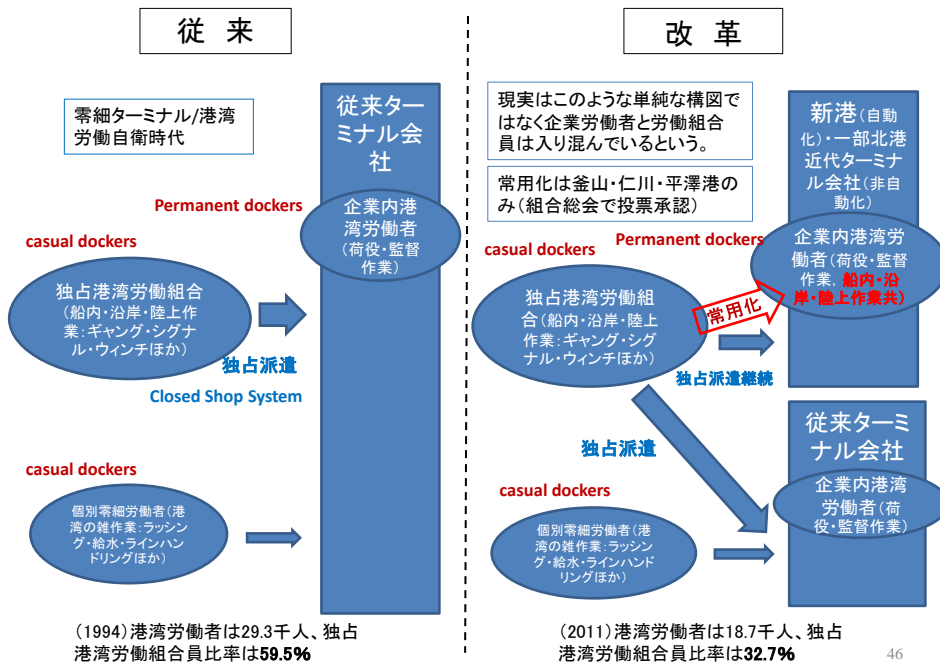 従 来
零細ターミナル/港湾
労働自衛時代
従来ター
ミナル会
社
Permanent dockers
企業内港
湾労働者
(荷役・監督
作業)
casual dockers
独占港湾労働組合
(船内・沿岸・陸上作
業:ギャング・シグナ
ル・ウィンチほか)
独占派遣
Closed Shop System
casual dockers
個別零細労働者(港
湾の雑作業:ラッシン
グ・給水・ラインハン
ドリングほか)
(1994)港湾労働者は29.3千人、独占
港湾労働組合員比率は59.5%
改 革
現実はこのような単純な構図で
はなく企業労働者と労働組合
員は入り混んでいるという。
常用化は釜山・仁川・平澤港の
み(組合総会で投票承認)
新港(自動
化)・一部北港
近代ターミナ
ル会社(非自
動化)
Permanent dockers
企業内港湾労
働者(荷役・監督
作業, 船内・沿
岸・陸上作業共)
casual dockers
独占港湾労働組
合(船内・沿岸・陸上
作業:ギャング・シグ
ナル・ウィンチほか)
常用化
独占派遣継続
独占派遣
従来ターミ
ナル会社
企業内港湾
労働者(荷
役・監督作業)
casual dockers
個別零細労働者(港
湾の雑作業:ラッシン
グ・給水・ラインハンド
リングほか)
(2011)港湾労働者は18.7千人、独占
港湾労働組合員比率は32.7%
46